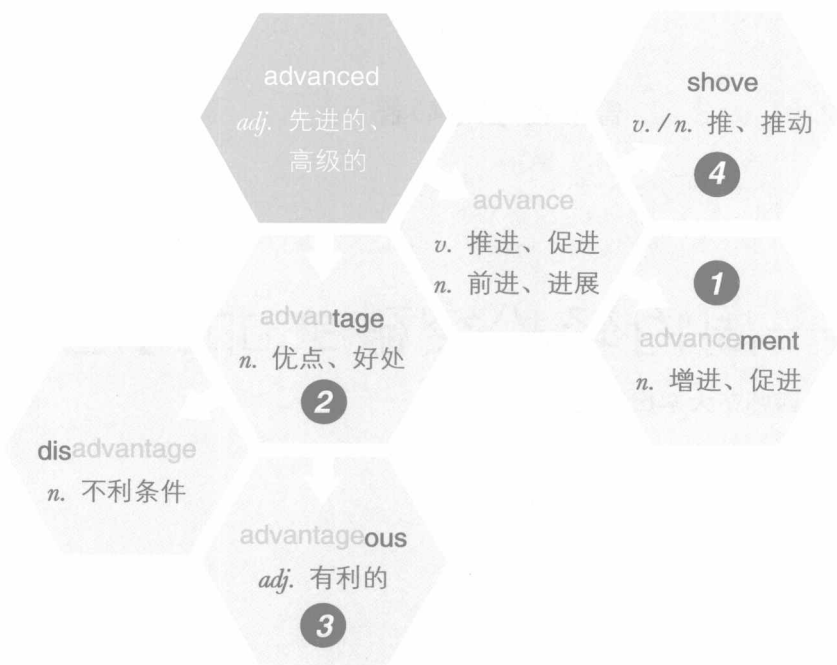 advanced
adj. 先进的、
高级的
shove
v. / n. 推、推动
4
advance
v. 推进、促进
n. 前进、进展
1
advancement
n. 增进、促进
advantage
n. 优点、好处
2
disadvantage
n. 不利条件
advantageous
adj. 有利的
3